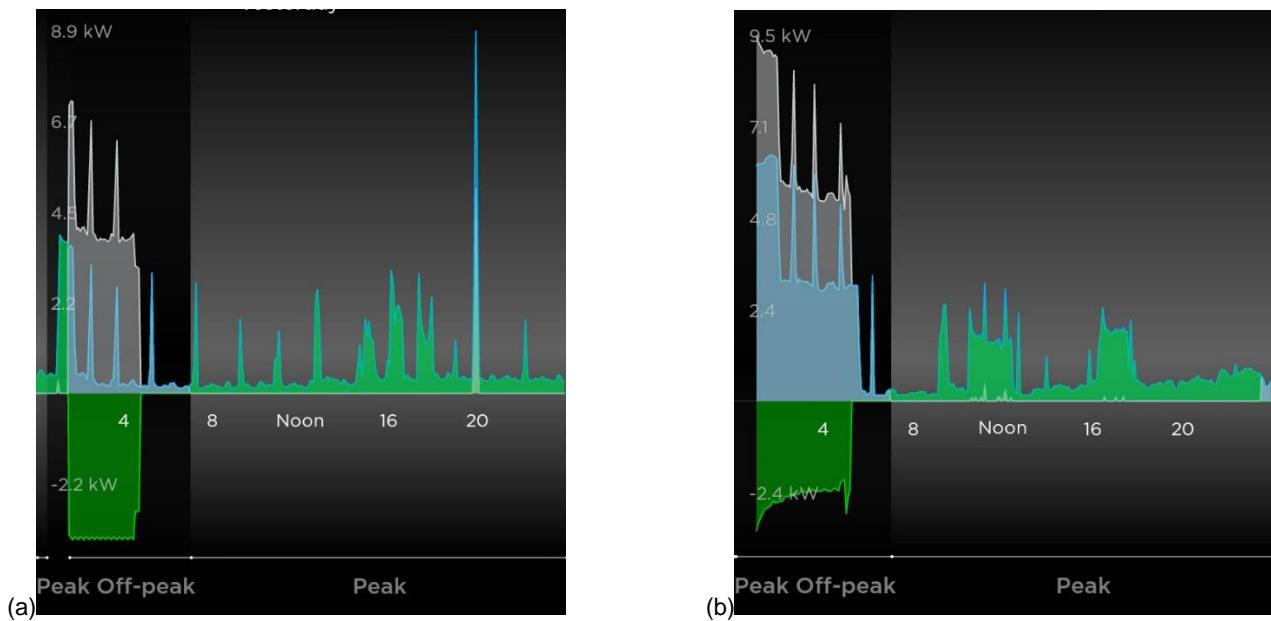 8.9 kW
6.7
4.5
2.2
4 8 Noon 16 20
-2.2 kW
Peak Off-peak Peak
(a)
9.5 kW
7.1
4.8
2.4
4 8 Noon 16 20
-2.4 kW
Peak Off-peak Peak
(b)